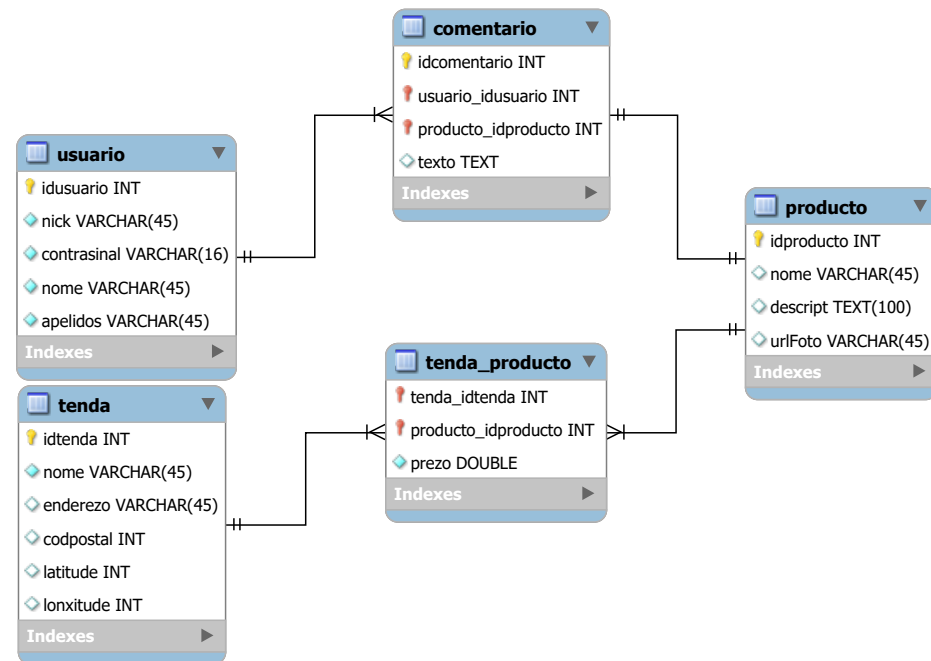 comentario
idcomentario INT
usuario_idusuario INT
producto_idproducto INT
texto TEXT
Indexes
usuario
idusuario INT
nick VARCHAR(45)
contrasinal VARCHAR(16)
nome VARCHAR(45)
apelidos VARCHAR(45)
Indexes
producto
idproducto INT
nome VARCHAR(45)
descript TEXT(100)
urlFoto VARCHAR(45)
Indexes
tenda_producto
tenda_idtenda INT
producto_idproducto INT
prezo DOUBLE
Indexes
tenda
idtenda INT
nome VARCHAR(45)
enderezo VARCHAR(45)
codpostal INT
latitude INT
lonxitude INT
Indexes